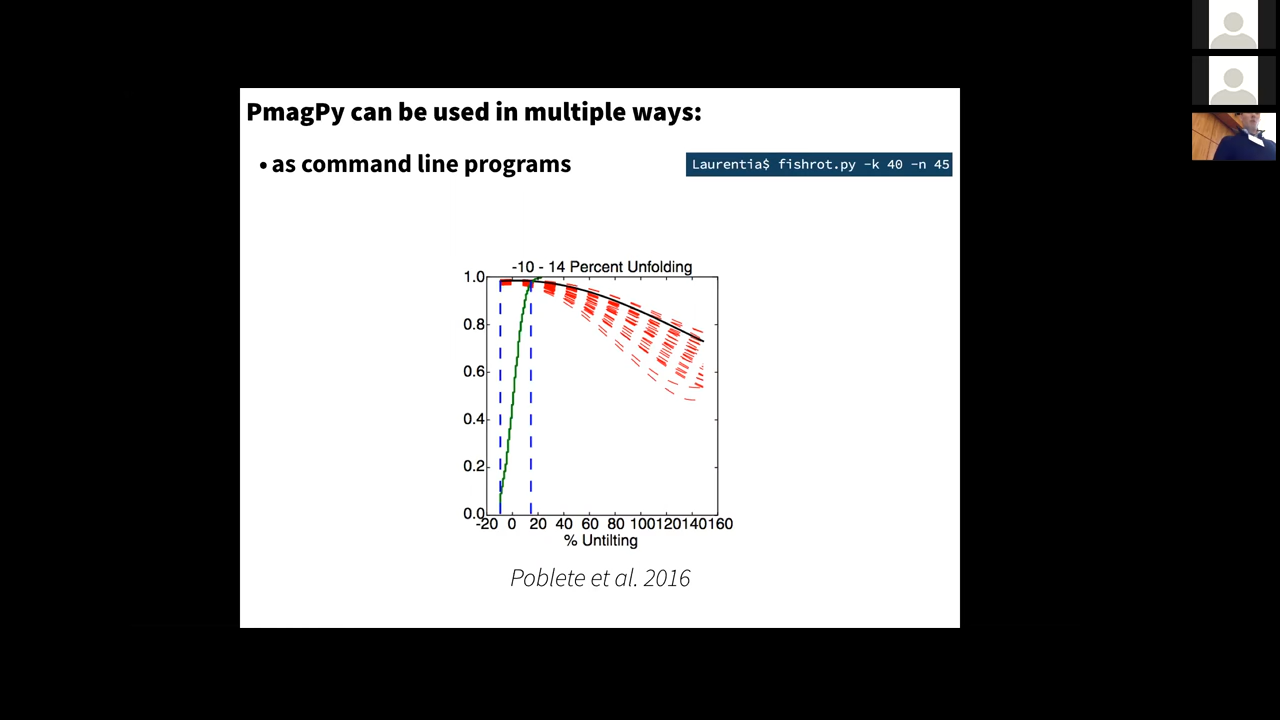 PmagPy can be used in multiple ways:
• as command line programs
Laurentia$ fishrot.py -k 40 -n 45
-10 - 14 Percent Unfolding
1.0
0.8
0.6
0.4
0.2
0.0
-20 0 20 40 60 80 100 120 140 160
% Untilting
Poblete et al. 2016